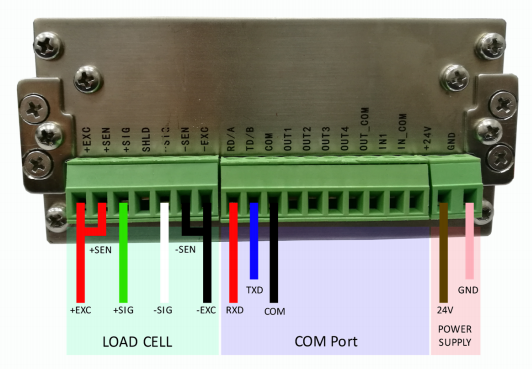 +EXC
+SEN
+SIG
SHLD
-SIG
-SEN
-EXC
RD/A
TD/B
COM
OUT1
OUT2
OUT3
OUT4
OUT_COM
IN1
IN_COM
+24V
GND
+SEN
-SEN
TXD
GND
+EXC
+SIG
-SIG
-EXC
RXD
COM
24V
LOAD CELL
COM Port
POWER
SUPPLY